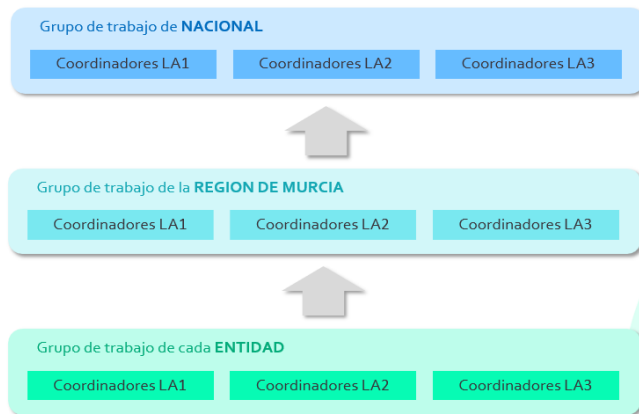 Grupo de trabajo de NACIONAL
Coordinadores LA1 Coordinadores LA2 Coordinadores LA3
Grupo de trabajo de la REGION DE MURCIA
Coordinadores LA1 Coordinadores LA2 Coordinadores LA3
Grupo de trabajo de cada ENTIDAD
Coordinadores LA1 Coordinadores LA2 Coordinadores LA3